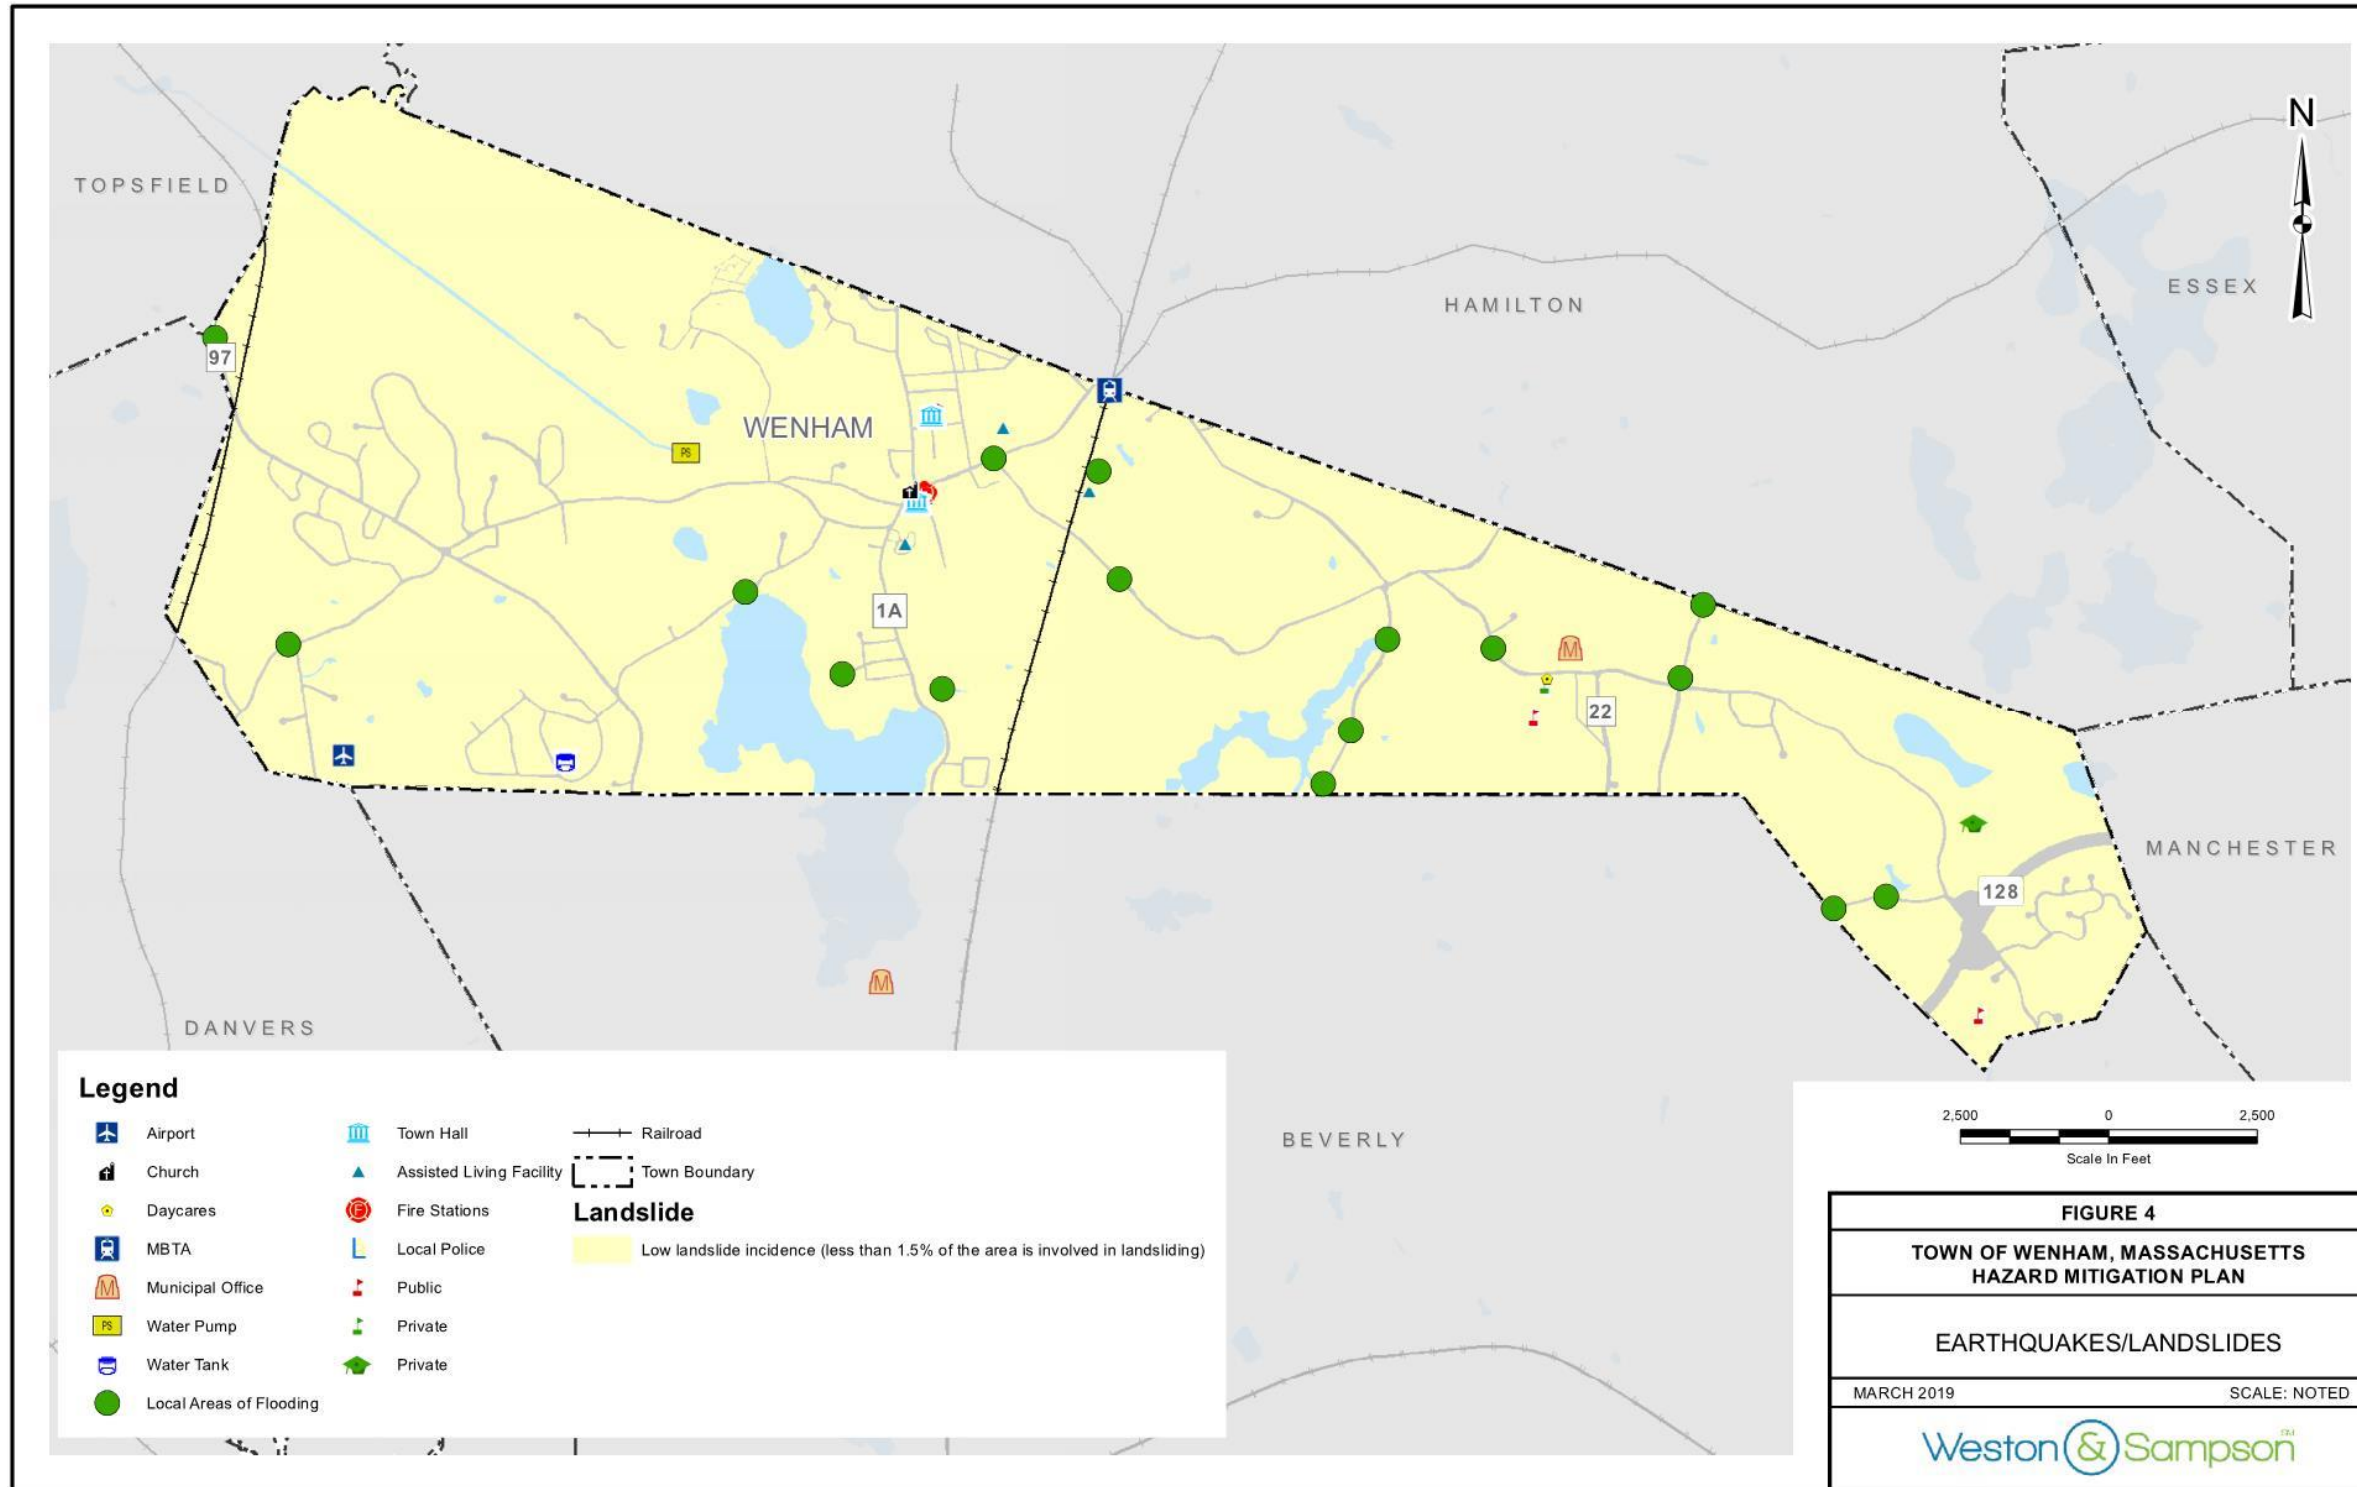 N
TOPSFIELD
ESSEX
HAMILTON
97
WENHAM
PS
1A
M
22
MANCHESTER
128
M
DANVERS
BEVERLY
Legend
Airport
Church
Daycares
MBTA
M
Municipal Office
PS
Water Pump
Water Tank
Local Areas of Flooding
Town Hall
Assisted Living Facility
F
Fire Stations
Local Police
Public
Private
Private
Railroad
Town Boundary
Landslide
Low landslide incidence (less than 1.5% of the area is involved in landsliding)
2,500 0 2,500
Scale In Feet
FIGURE 4
TOWN OF WENHAM, MASSACHUSETTS
HAZARD MITIGATION PLAN
EARTHQUAKES/LANDSLIDES
MARCH 2019 SCALE: NOTED
Weston & Sampson SM